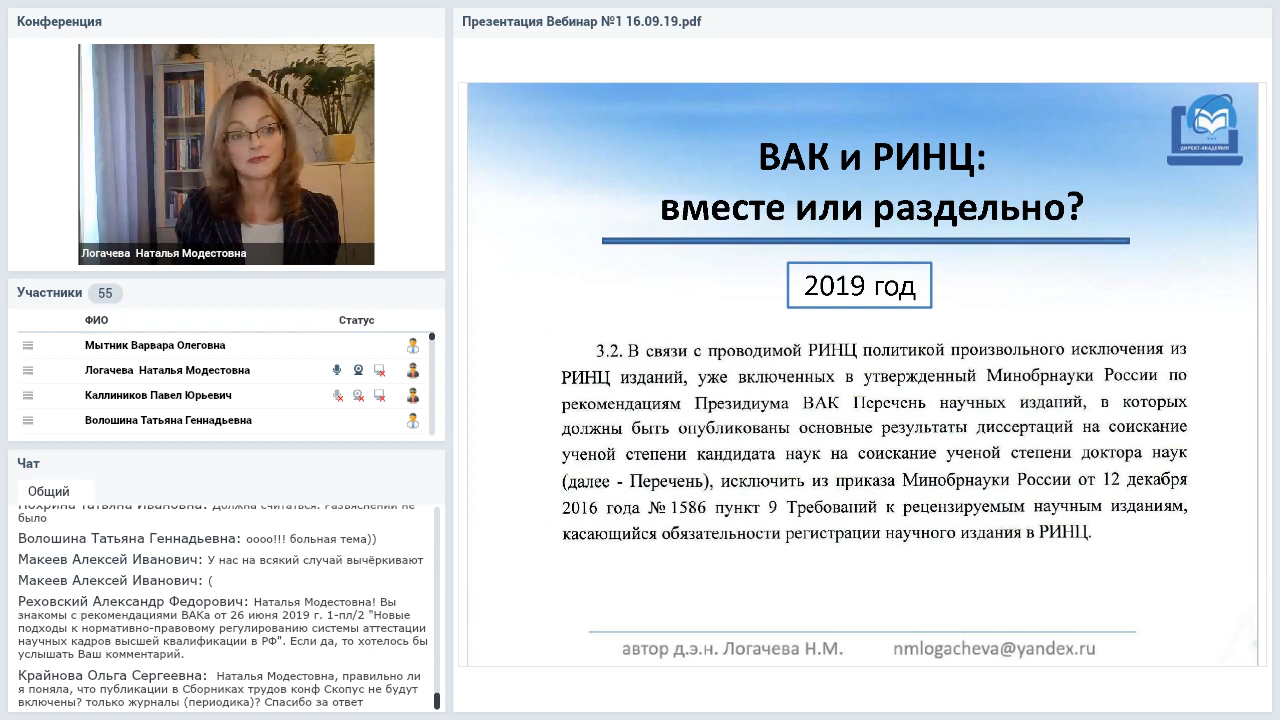 Конференция
Логачева Наталья Модестовна
Участники 55
ФИО Статус
Мытник Варвара Олеговна
Логачева Наталья Модестовна
Каллиников Павел Юрьевич
Волошина Татьяна Геннадьевна
Чат
Общий
Татьяна Ивановна: Должна считаться. Разъяснений не
было
Волошина Татьяна Геннадьевна: оооо!!! больная тема))
Макеев Алексей Иванович: У нас на всякий случай вычёркивают
Макеев Алексей Иванович: (
Реховский Александр Федорович: Наталья Модестовна! Вы
знакомы с рекомендациями ВАКа от 26 июня 2019 г. 1-пл/2 "Новые
подходы к нормативно-правовому регулированию системы аттестации
научных кадров высшей квалификации в РФ". Если да, то хотелось бы
услышать Ваш комментарий.
Крайнова Ольга Сергеевна: Наталья Модестовна, правильно ли
я поняла, что публикации в Сборниках трудов конф Скопус не будут
включены? только журналы (периодика)? Спасибо за ответ
Презентация Вебинар №1 16.09.19.pdf
ДИРЕКТ-АКАДЕМИЯ
ВАК и РИНЦ:
вместе или раздельно?
2019 год
3.2. В связи с проводимой РИНЦ политикой произвольного исключения из
РИНЦ изданий, уже включенных в утвержденный Минобрнауки России по
рекомендациям Президиума ВАК Перечень научных изданий, в которых
должны быть опубликованы основные результаты диссертаций на соискание
ученой степени кандидата наук на соискание ученой степени доктора наук
(далее - Перечень), исключить из приказа Минобрнауки России от 12 декабря
2016 года № 1586 пункт 9 Требований к рецензируемым научным изданиям,
касающийся обязательности регистрации научного издания в РИНЦ.
автор д.э.н. Логачева Н.М. nmlogacheva@yandex.ru